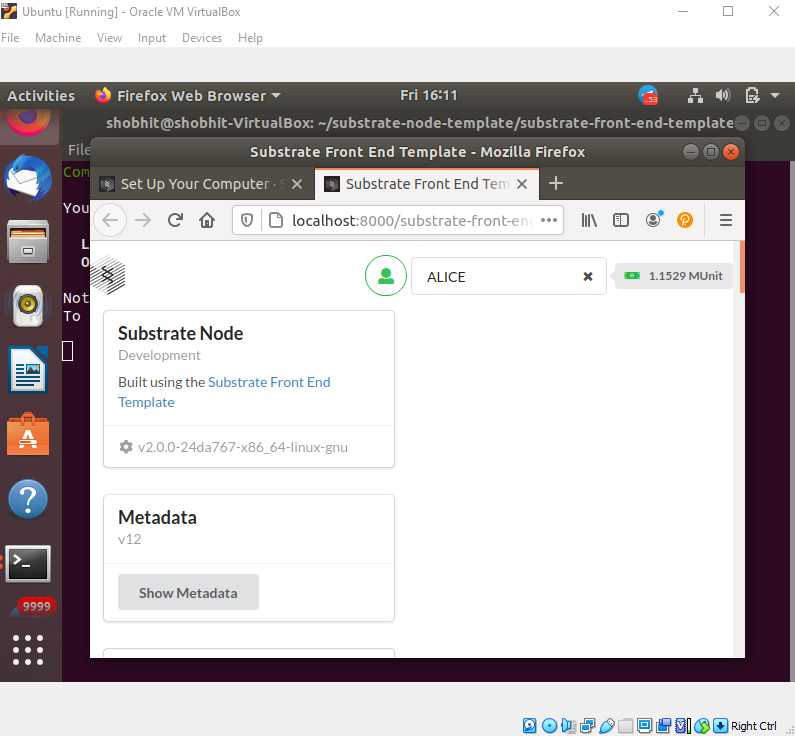 Ubuntu [Running] - Oracle VM VirtualBox
File Machine View Input Devices Help
Activities Firefox Web Browser Fri 16:11 53
shobhit@shobhit-VirtualBox: ~/substrate-node-template/substrate-front-end-template
File
Substrate Front End Template - Mozilla Firefox
Com
Set Up Your Computer · S
Substrate Front End Tem
You
localhost:8000/substrate-front-en
L
O
ALICE 1.1529 MUnit
Not
To
Substrate Node
Development
Built using the Substrate Front End
Template
v2.0.0-24da767-x86_64-linux-gnu
Metadata
v12
Show Metadata
9999
Right Ctrl